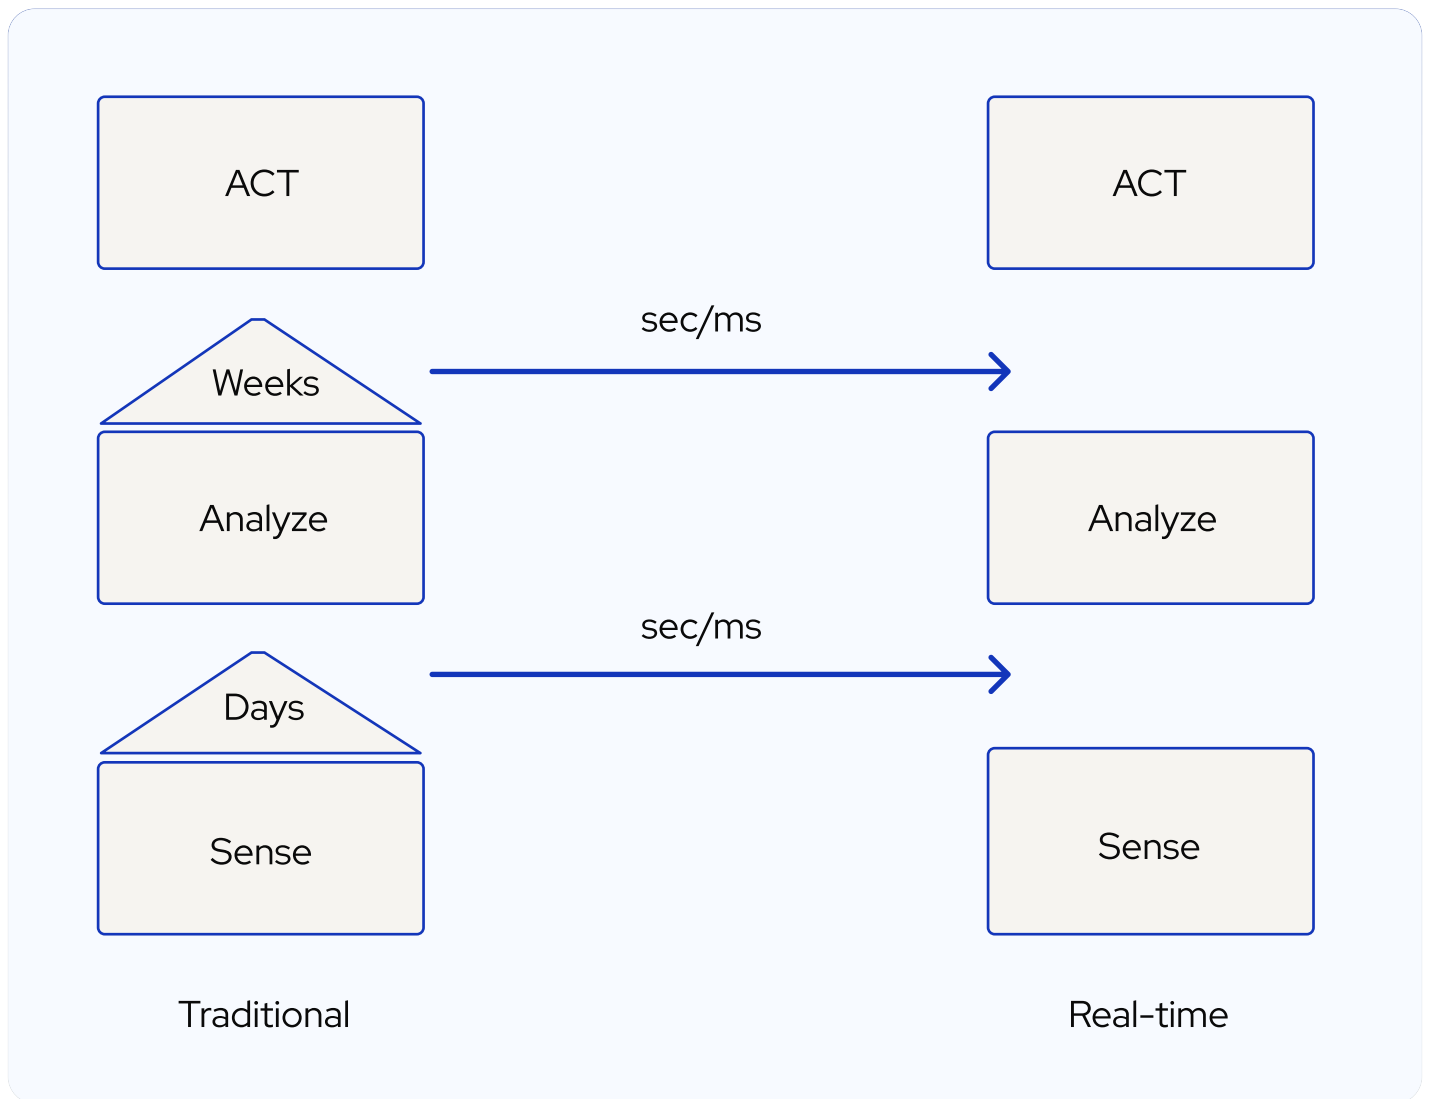 ACT
ACT
sec/ms
Weeks
Analyze
Analyze
sec/ms
Days
Sense
Sense
Traditional
Real-time